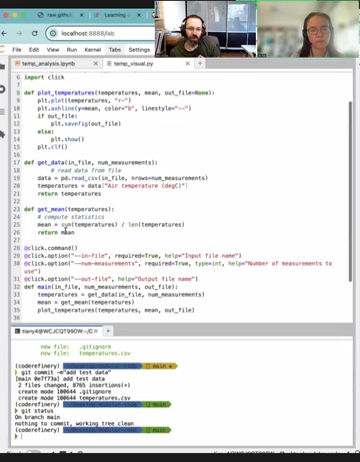 raw.github.
Learning
localhost:8888/lab
File Edit View Run Kernel Tabs Settings Help
temp_analysis.ipynb
temp_visual.py
6 import click
7
8 def plot_temperatures(temperatures, mean, out_file=None):
9 plt.plot(temperatures, "r-")
10 plt.axhline(y=mean, color="b", linestyle="--")
11 if out_file:
12 plt.savefig(out_file)
13 else:
14 plt.show()
15 plt.clf()
16
17 def get_data(in_file, num_measurements):
18 # read data from file
19 data = pd.read_csv(in_file, nrows=num_measurements)
20 temperatures = data["Air temperature (degC)"]
21 return temperatures
22
23 def get_mean(temperatures):
24 # compute statistics
25 mean = sum(temperatures) / len(temperatures)
26 return mean
27
28 @click.command()
29 @click.option("--in-file", required=True, help="Input file name")
30 @click.option("--num-measurements", required=True, type=int, help="Number of measurements to
use")
31 @click.option("--out-file", help="Output file name")
32 def main(in_file, num_measurements, out_file):
33 temperatures = get_data(in_file, num_measurements)
34 mean = get_mean(temperatures)
35 plot_temperatures(temperatures, mean, out_file)
36
new file: .gitignore
new file: temperatures.csv
(coderefinery) main
git commit -m"add test data"
[main 0e7f73a] add test data
2 files changed, 8765 insertions(+)
create mode 100644 .gitignore
create mode 100644 temperatures.csv
(coderefinery) main
git status
On branch main
nothing to commit, working tree clean
(coderefinery) main